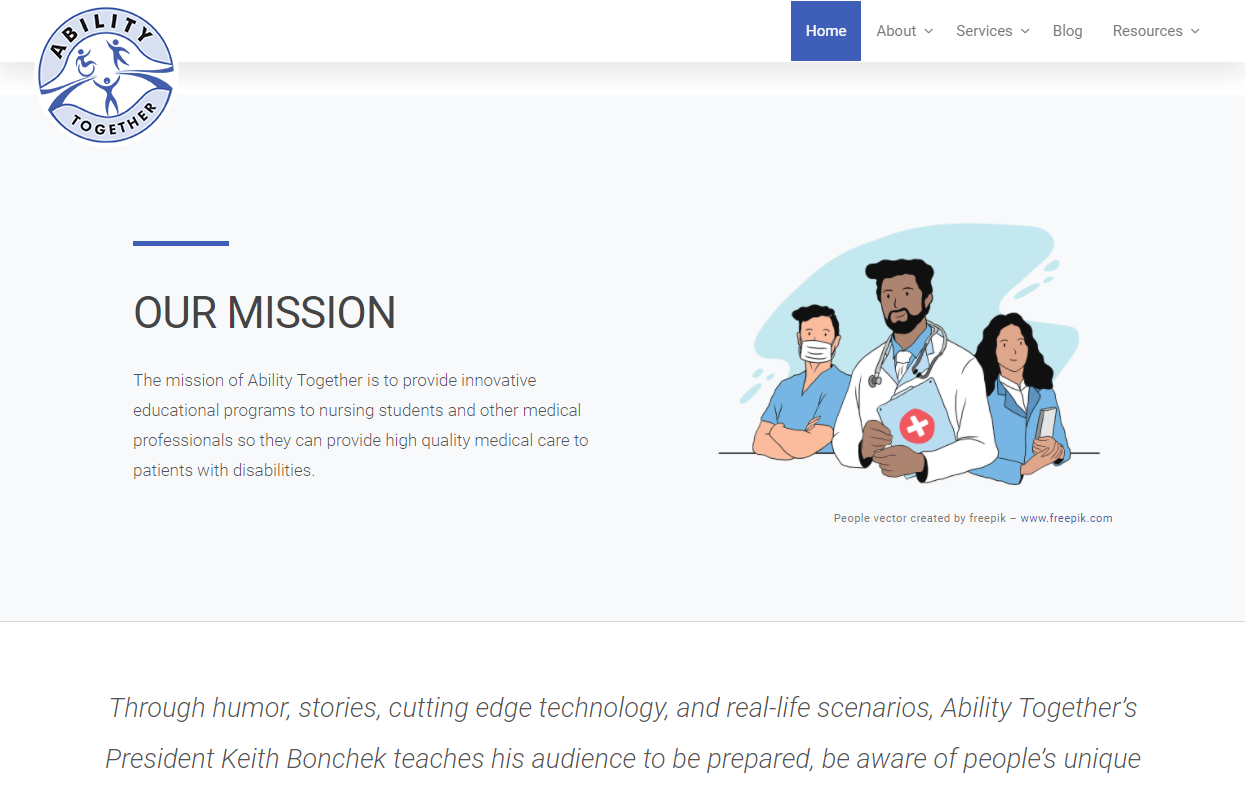 ABILITY
TOGETHER
Home About Services Blog Resources
OUR MISSION
The mission of Ability Together is to provide innovative
educational programs to nursing students and other medical
professionals so they can provide high quality medical care to
patients with disabilities.
People vector created by freepik – www.freepik.com
Through humor, stories, cutting edge technology, and real-life scenarios, Ability Together’s
President Keith Bonchek teaches his audience to be prepared, be aware of people’s unique